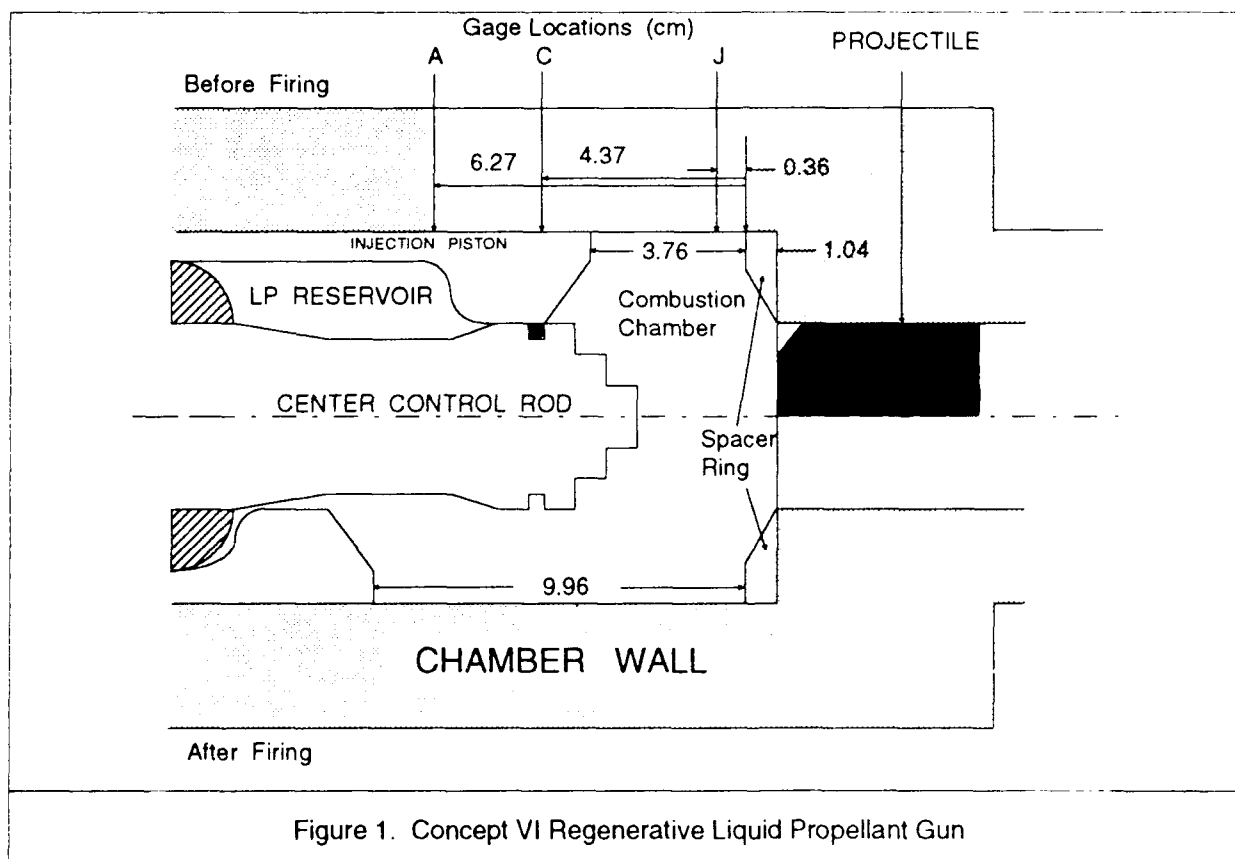 Gage Locations (cm)
PROJECTILE
A
C
J
Before Firing
6.27
4.37
0.36
INJECTION PISTON
3.76
1.04
LP RESERVOIR
Combustion
Chamber
CENTER CONTROL ROD
Spacer
Ring
9.96
CHAMBER WALL
After Firing
Figure 1. Concept VI Regenerative Liquid Propellant Gun